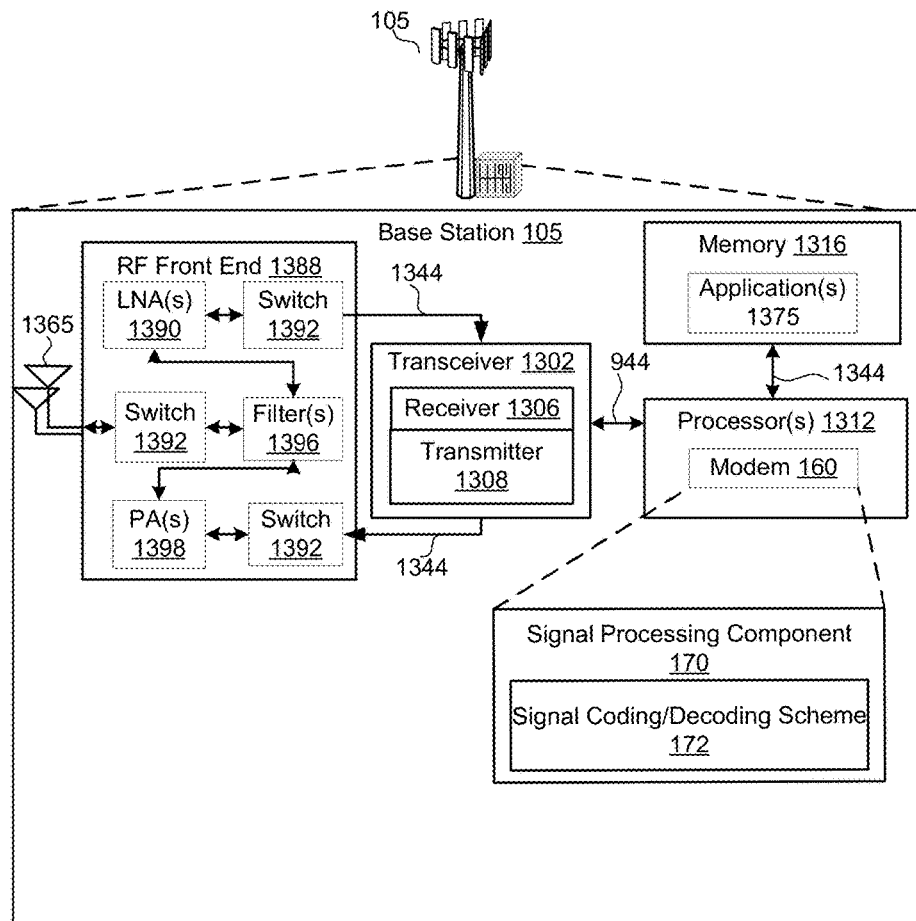 105
Base Station 105
RF Front End 1388
LNA(s)
1390
Switch
1392
1344
Memory 1316
Application(s)
1375
1365
Transceiver 1302
Receiver 1306
Transmitter
1308
944
1344
Switch
1392
Filter(s)
1396
Processor(s) 1312
Modem 160
PA(s)
1398
Switch
1392
1344
Signal Processing Component
170
Signal Coding/Decoding Scheme
172